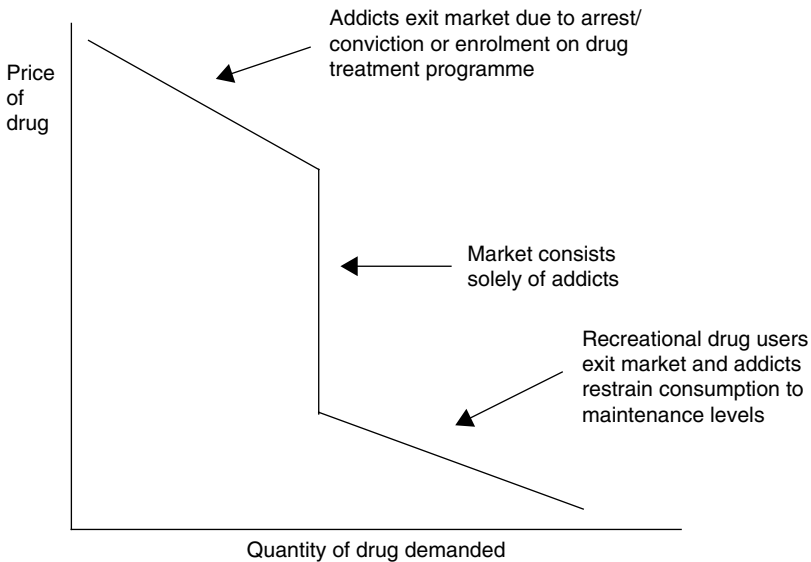 Addicts exit market due to arrest/
conviction or enrolment on drug
treatment programme
Price
of
drug
Market consists
solely of addicts
Recreational drug users
exit market and addicts
restrain consumption to
maintenance levels
Quantity of drug demanded